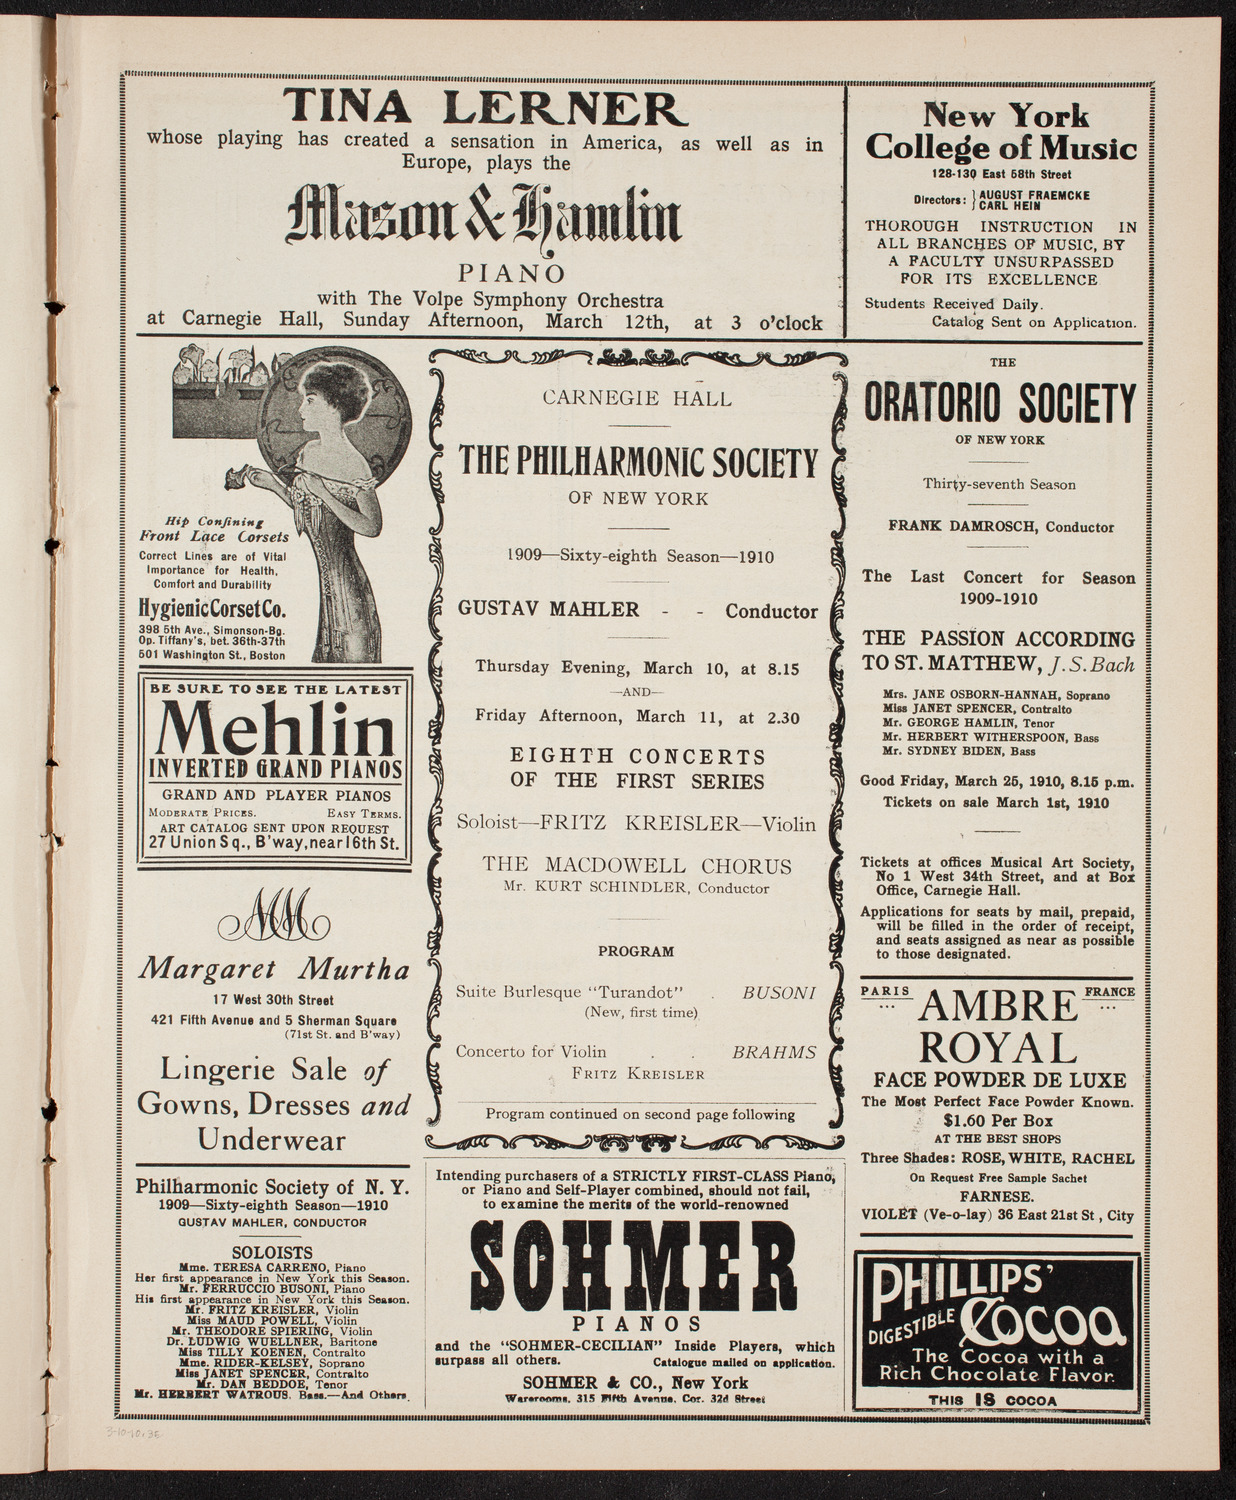 TINA LERNER
whose playing has created a sensation in America, as well as in
Europe, plays the
Mason & Hamlin
PIANO
with The Volpe Symphony Orchestra
at Carnegie Hall, Sunday Afternoon, March 12th, at 3 o'clock
New York
College of Music
128-130 East 58th Street
Directors: } AUGUST FRAEMCKE
CARL HEIN
THOROUGH INSTRUCTION IN
ALL BRANCHES OF MUSIC, BY
A FACULTY UNSURPASSED
FOR ITS EXCELLENCE
Students Received Daily.
Catalog Sent on Application.
Hip Confining
Front Lace Corsets
Correct Lines are of Vital
Importance for Health,
Comfort and Durability
Hygienic Corset Co.
398 5th Ave., Simonson-Bg.
Op. Tiffany's, bet. 36th-37th
501 Washington St., Boston
BE SURE TO SEE THE LATEST
Mehlin
INVERTED GRAND PIANOS
GRAND AND PLAYER PIANOS
MODERATE PRICES. EASY TERMS.
ART CATALOG SENT UPON REQUEST
27 Union Sq., B'way, near 16th St.
MM
Margaret Murtha
17 West 30th Street
421 Fifth Avenue and 5 Sherman Square
(71st St. and B'way)
Lingerie Sale of
Gowns, Dresses and
Underwear
Philharmonic Society of N. Y.
1909—Sixty-eighth Season—1910
GUSTAV MAHLER, CONDUCTOR
SOLOISTS
Mme. TERESA CARRENO, Piano
Her first appearance in New York this Season.
Mr. FERRUCCIO BUSONI, Piano
His first appearance in New York this Season.
Mr. FRITZ KREISLER, Violin
Miss MAUD POWELL, Violin
Mr. THEODORE SPIERING, Violin
Dr. LUDWIG WUELLNER, Baritone
Miss TILLY KOENEN, Contralto
Mme. RIDER-KELSEY, Soprano
Miss JANET SPENCER, Contralto
Mr. DAN BEDDOE, Tenor
Mr. HERBERT WATROUS, Bass.—And Others.
CARNEGIE HALL
THE PHILHARMONIC SOCIETY
OF NEW YORK
1909—Sixty-eighth Season—1910
GUSTAV MAHLER - - Conductor
Thursday Evening, March 10, at 8.15
—AND—
Friday Afternoon, March 11, at 2.30
EIGHTH CONCERTS
OF THE FIRST SERIES
Soloist—FRITZ KREISLER—Violin
THE MACDOWELL CHORUS
Mr. KURT SCHINDLER, Conductor
PROGRAM
Suite Burlesque "Turandot" . BUSONI
(New, first time)
Concerto for Violin . . BRAHMS
FRITZ KREISLER
Program continued on second page following
Intending purchasers of a STRICTLY FIRST-CLASS Piano,
or Piano and Self-Player combined, should not fail,
to examine the merits of the world-renowned
SOHMER
PIANOS
and the "SOHMER-CECILIAN" Inside Players, which
surpass all others. Catalogue mailed on application.
SOHMER & CO., New York
Warerooms, 315 Fifth Avenue, Cor. 32d Street
THE
ORATORIO SOCIETY
OF NEW YORK
Thirty-seventh Season
FRANK DAMROSCH, Conductor
The Last Concert for Season
1909-1910
THE PASSION ACCORDING
TO ST. MATTHEW, J. S. Bach
Mrs. JANE OSBORN-HANNAH, Soprano
Miss JANET SPENCER, Contralto
Mr. GEORGE HAMLIN, Tenor
Mr. HERBERT WITHERSPOON, Bass
Mr. SYDNEY BIDEN, Bass
Good Friday, March 25, 1910, 8.15 p.m.
Tickets on sale March 1st, 1910
Tickets at offices Musical Art Society,
No 1 West 34th Street, and at Box
Office, Carnegie Hall.
Applications for seats by mail, prepaid,
will be filled in the order of receipt,
and seats assigned as near as possible
to those designated.
PARIS ... AMBRE FRANCE ...
ROYAL
FACE POWDER DE LUXE
The Most Perfect Face Powder Known.
$1.60 Per Box
AT THE BEST SHOPS
Three Shades: ROSE, WHITE, RACHEL
On Request Free Sample Sachet
FARNESE.
VIOLET (Ve-o-lay) 36 East 21st St, City
PHILLIPS'
DIGESTIBLE Cocoa
The Cocoa with a
Rich Chocolate Flavor.
THIS IS COCOA
3-10-10,36